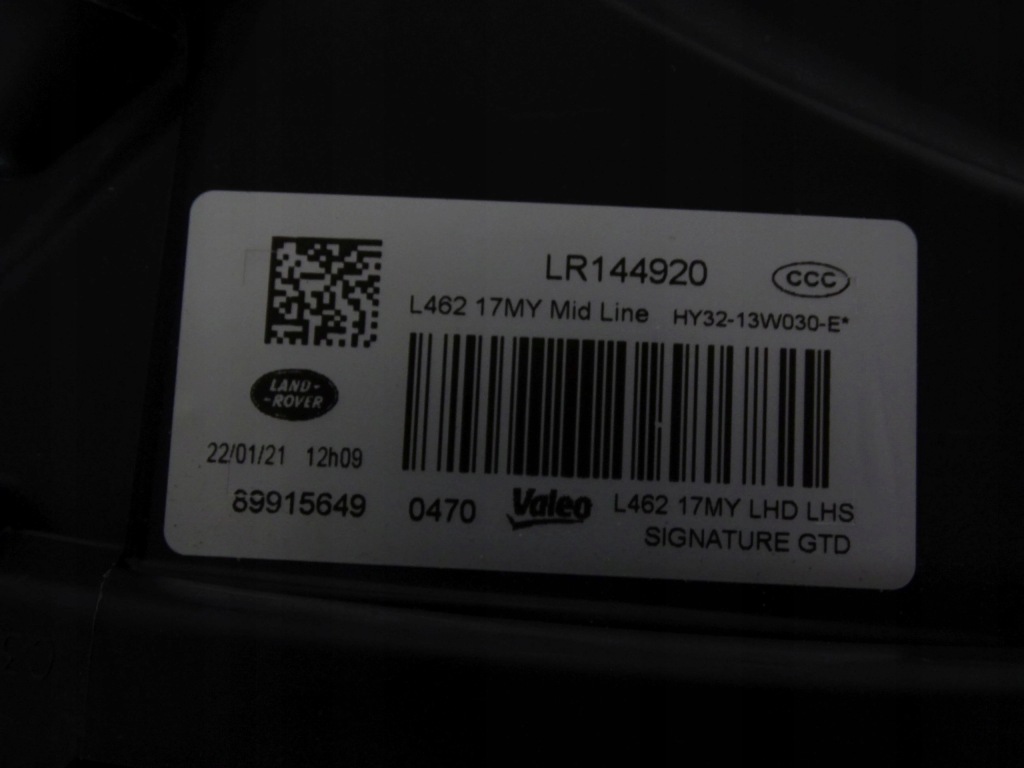 LR144920
CCC
L462 17MY Mid Line HY32-13W030-E*
LAND-
-ROVER
22/01/21 12h09
89915649 0470 Valeo L462 17MY LHD LHS
SIGNATURE GTD